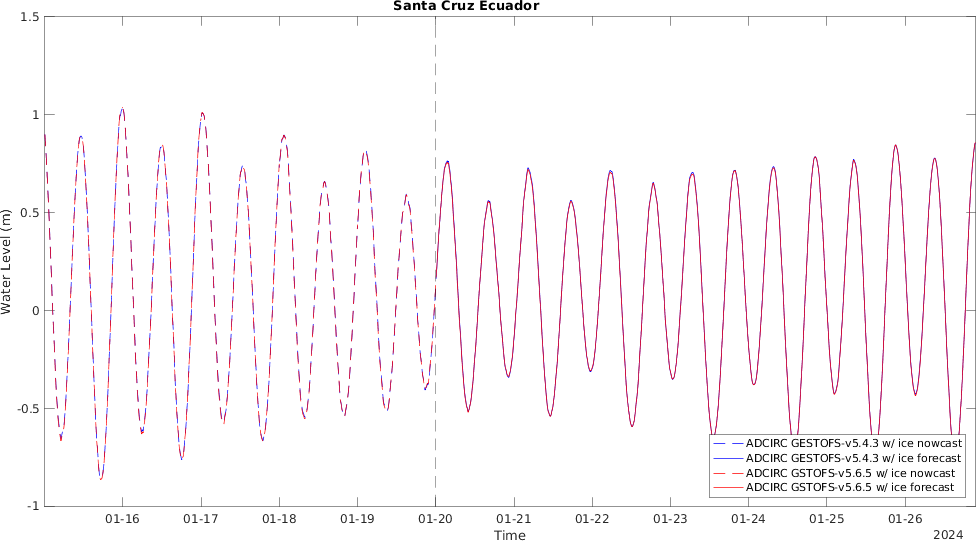 Santa Cruz Ecuador
1.5
1
0.5
0
-0.5
-1
Water Level (m)
01-16 01-17 01-18 01-19 01-20 01-21 01-22 01-23 01-24 01-25 01-26
Time
2024
ADCIRC GESTOFS-v5.4.3 w/ ice nowcast
ADCIRC GESTOFS-v5.4.3 w/ ice forecast
ADCIRC GSTOFS-v5.6.5 w/ ice nowcast
ADCIRC GSTOFS-v5.6.5 w/ ice forecast